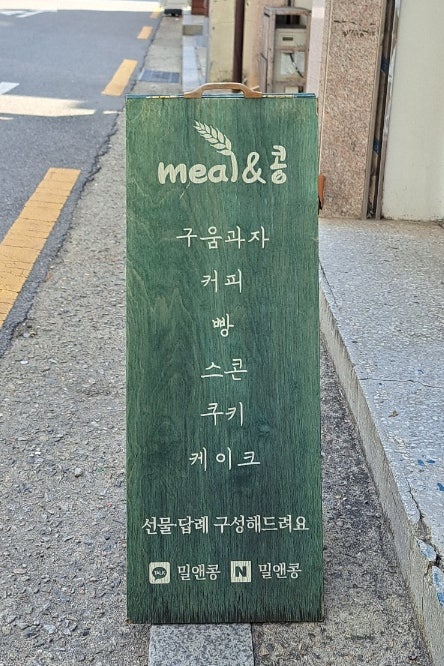 meal&콩
구움과자
커피
빵
스콘
쿠키
케이크
선물·답례 구성해드려요
TALK 밀앤콩 N 밀앤콩